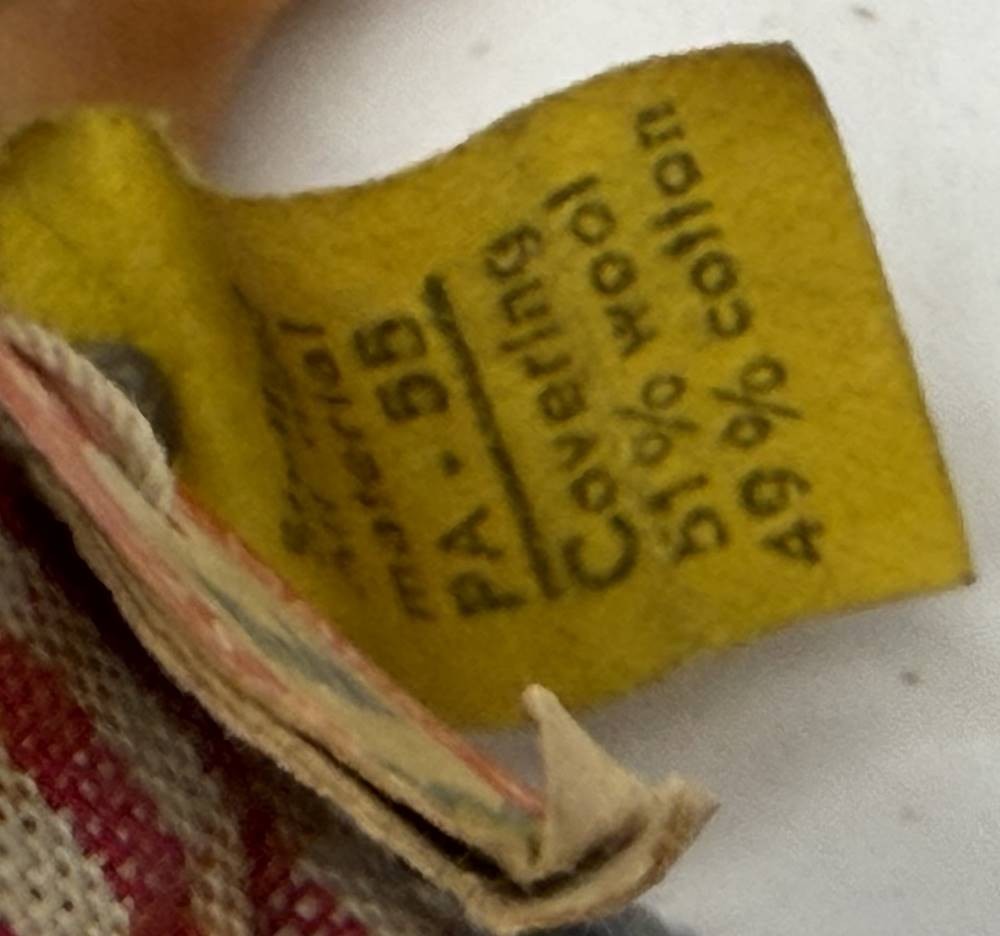 material
PA - 55
Covering
51% wool
49% cotton